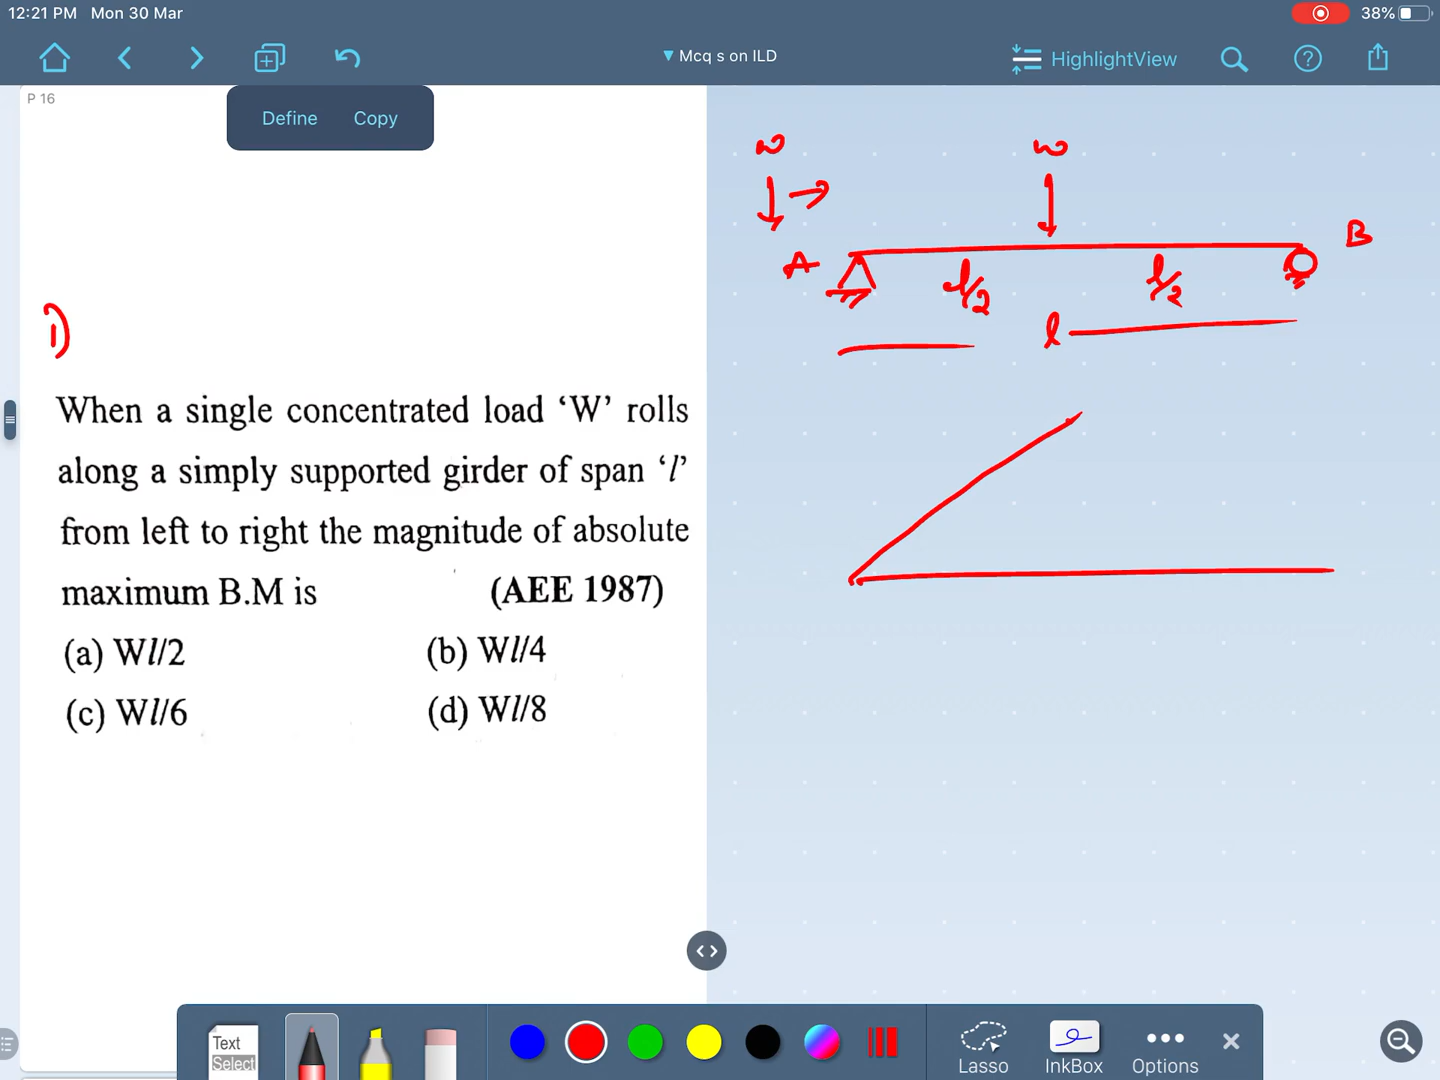 12:21 PM Mon 30 Mar
38%
▼ Mcq s on ILD
HighlightView
P 16
Define Copy
1)
When a single concentrated load ‘W’ rolls
along a simply supported girder of span ‘l’
from left to right the magnitude of absolute
maximum B.M is (AEE 1987)
(a) Wl/2 (b) Wl/4
(c) Wl/6 (d) Wl/8
w w
A B
l/2 l/2
l
Text
Select
Lasso InkBox Options